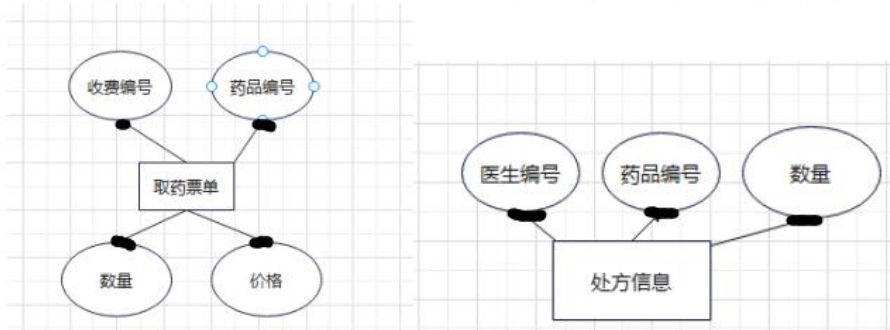 收费编号
药品编号
取药票单
数量
价格
医生编号
药品编号
数量
处方信息